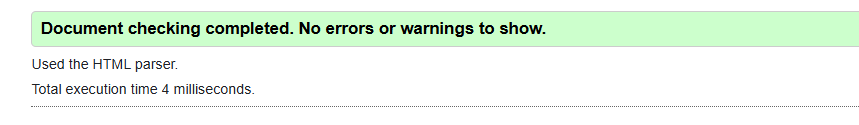 Document checking completed. No errors or warnings to show.
Used the HTML parser.
Total execution time 4 milliseconds.